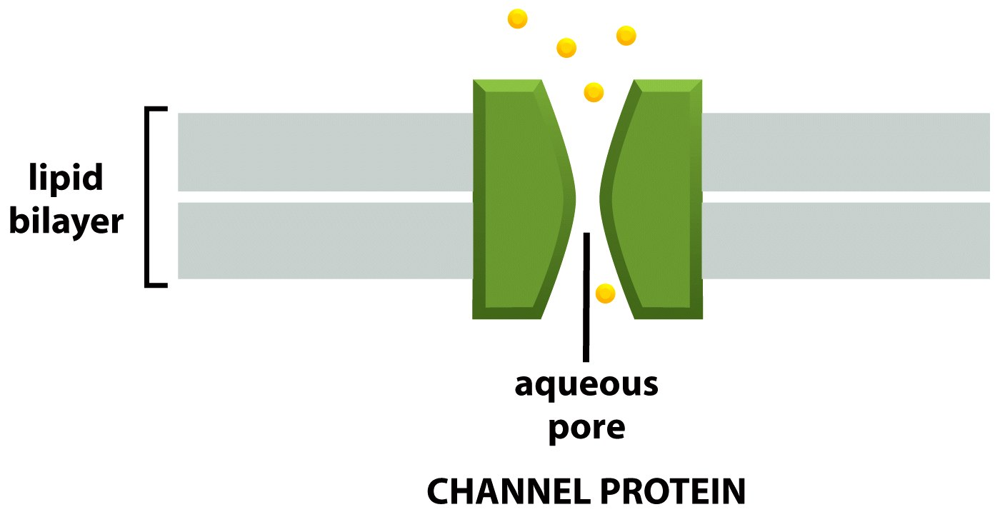 lipid
bilayer
aqueous
pore
CHANNEL PROTEIN